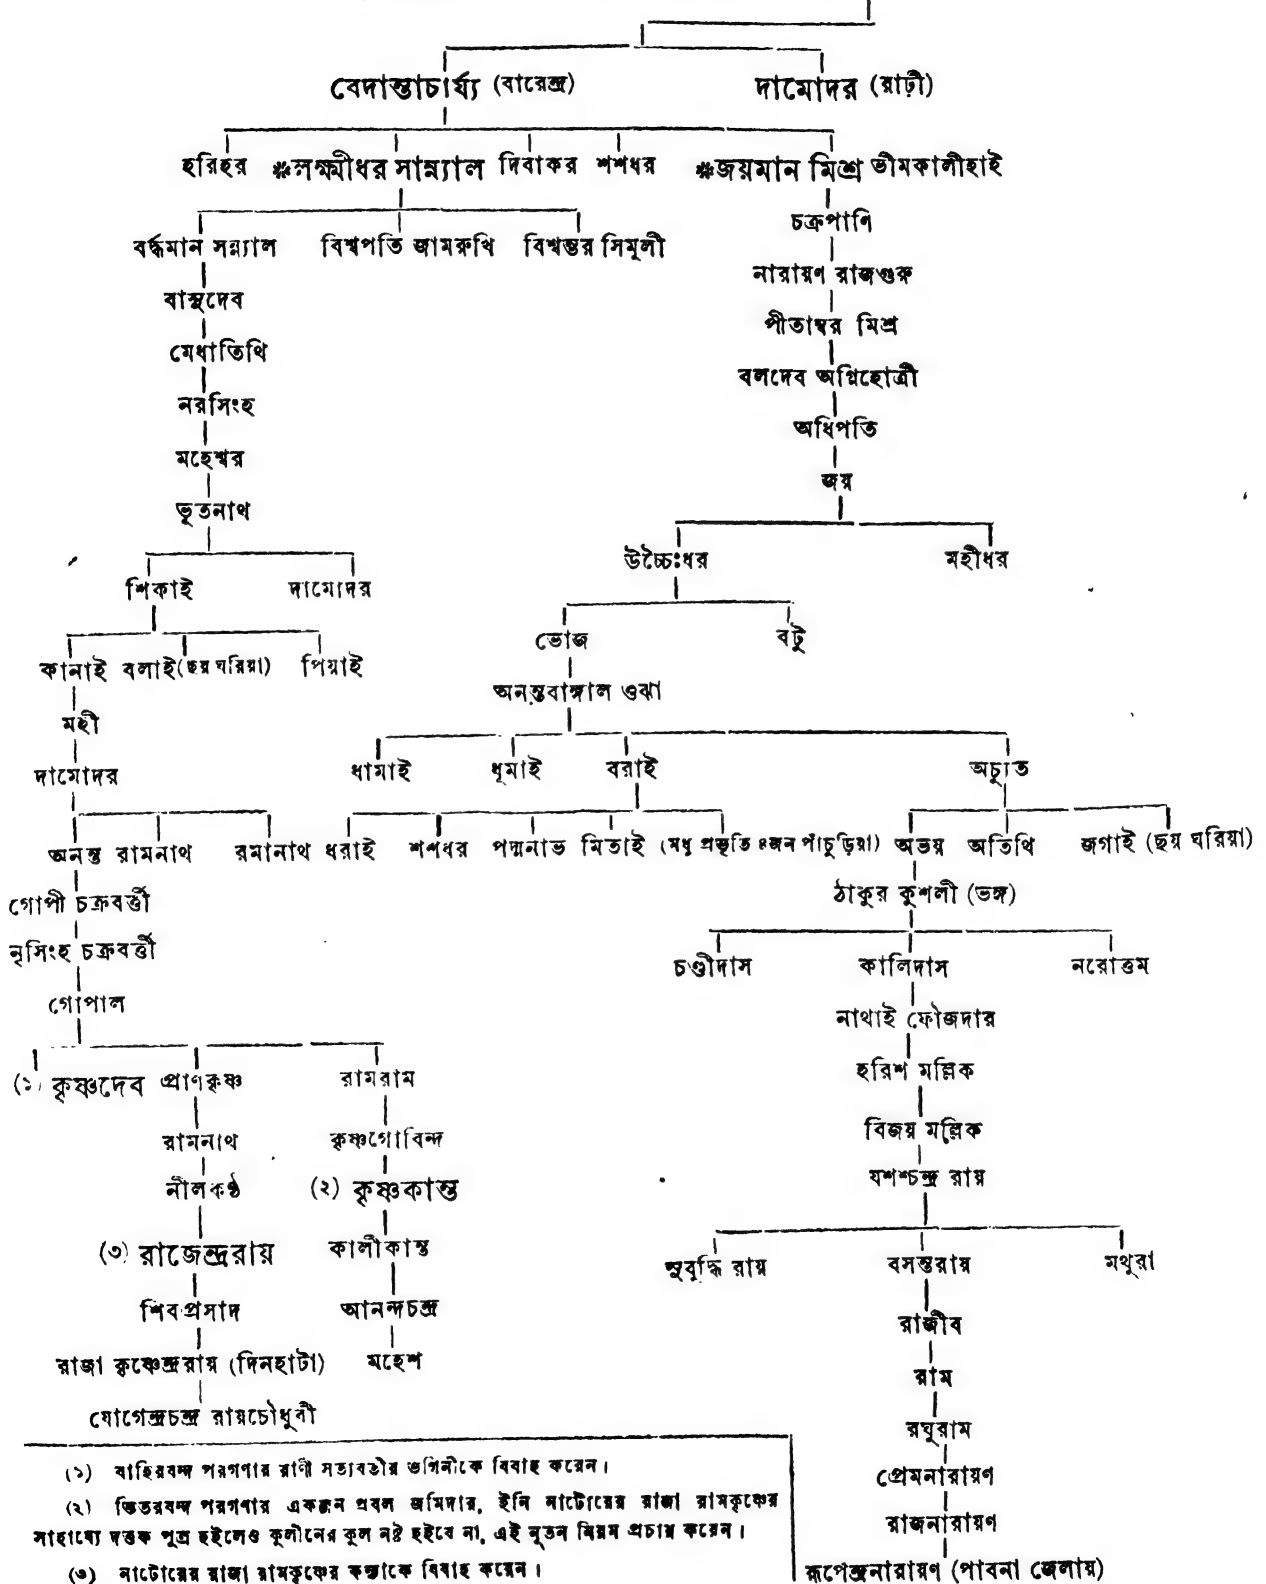 বেদান্তাচার্য্য (বারেন্দ্র) দামোদর (রাঢ়ী)
হরিহর *লক্ষ্মীধর সান্ন্যাল দিবাকর শশধর *জয়মান মিশ্র ভীমকালীহাই
চক্রপাণি
বর্দ্ধমান সন্ন্যাল বিশ্বপতি জামরুখি বিশ্বম্ভর সিমুলী
নারায়ণ রাজগুরু
বাসুদেব
পীতাম্বর মিশ্র
মেধাতিথি
বলদেব অগ্নিহোত্রী
নরসিংহ
অধিপতি
মহেশ্বর
জয়
ভূতনাথ
উচ্চৈঃধর মহীধর
শিকাই দামোদর
ভোজ বটু
কানাই বলাই (ছয় ঘরিয়া) পিয়াই
অনন্তবাঙ্গাল ওঝা
মহী
দামোদর ধামাই ধূমাই বরাই অচ্যুত
অনন্ত রামনাথ রমানাথ ধরাই শশধর পদ্মনাভ মিতাই (মধু প্রভৃতি ৪জন পাঁচুড়িয়া) অভয় অতিথি জগাই (ছয় ঘরিয়া)
গোপী চক্রবর্ত্তী ঠাকুর কুশলী (ভঙ্গ)
নৃসিংহ চক্রবর্ত্তী
চণ্ডীদাস কালিদাস নরোত্তম
গোপাল
নাথাই ফৌজদার
(১) কৃষ্ণদেব প্রাণকৃষ্ণ রামরাম
হরিশ মল্লিক
রামনাথ কৃষ্ণগোবিন্দ বিজয় মল্লিক
নীলকণ্ঠ (২) কৃষ্ণকান্ত যশশ্চন্দ্র রায়
(৩) রাজেন্দ্ররায় কালীকান্ত সুবুদ্ধি রায় বসন্তরায় মথুরা
শিবপ্রসাদ আনন্দচন্দ্র রাজীব
রাজা কৃষ্ণেন্দ্ররায় (দিনহাটা) মহেশ রাম
যোগেন্দ্রচন্দ্র রায়চৌধুরী রঘুরাম
প্রেমনারায়ণ
রাজনারায়ণ
রূপেন্দ্রনারায়ণ (পাবনা জেলায়)
(১) বাহিরবন্দ পরগণার রাণী সত্যবতীর ভগিনীকে বিবাহ করেন।
(২) ভিতরবন্দ পরগণার একজন প্রবল জমিদার, ইনি নাটোরের রাজা রামকৃষ্ণের
সাহায্যে দত্তক পুত্র হইলেও কুলীনের কুল নষ্ট হইবে না, এই নূতন নিয়ম প্রচার করেন।
(৩) নাটোরের রাজা রামকৃষ্ণের কন্যাকে বিবাহ করেন।